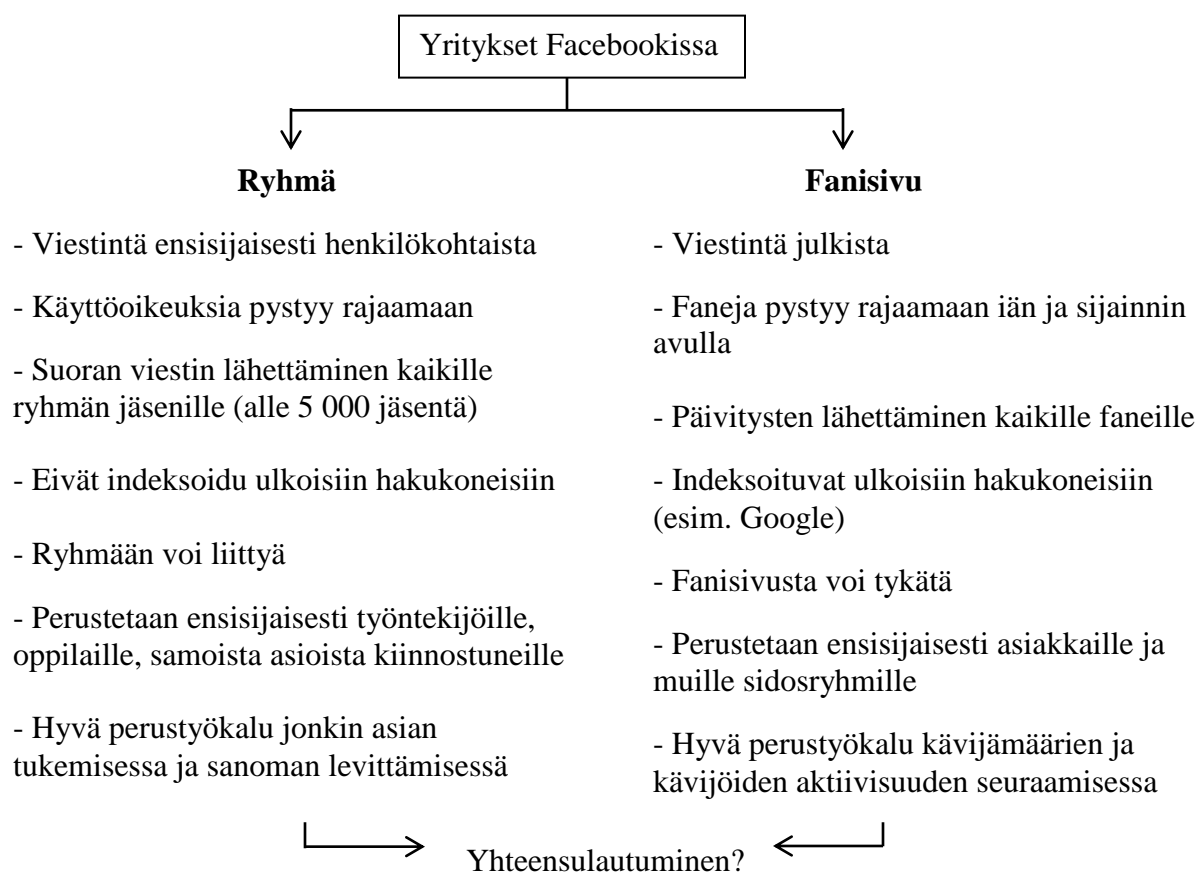 Yritykset Facebookissa
Ryhmä
- Viestintä ensisijaisesti henkilökohtaista
- Käyttöoikeuksia pystyy rajaamaan
- Suoran viestin lähettäminen kaikille
ryhmän jäsenille (alle 5 000 jäsentä)
- Eivät indeksoidu ulkoisiin hakukoneisiin
- Ryhmään voi liittyä
- Perustetaan ensisijaisesti työntekijöille,
oppilaille, samoista asioista kiinnostuneille
- Hyvä perustyökalu jonkin asian
tukemisessa ja sanoman levittämisessä
Fanisivu
- Viestintä julkista
- Faneja pystyy rajaamaan iän ja sijainnin
avulla
- Päivitysten lähettäminen kaikille faneille
- Indeksoituvat ulkoisiin hakukoneisiin
(esim. Google)
- Fanisivusta voi tykätä
- Perustetaan ensisijaisesti asiakkaille ja
muille sidosryhmille
- Hyvä perustyökalu kävijämäärien ja
kävijöiden aktiivisuuden seuraamisessa
Yhteensulautuminen?